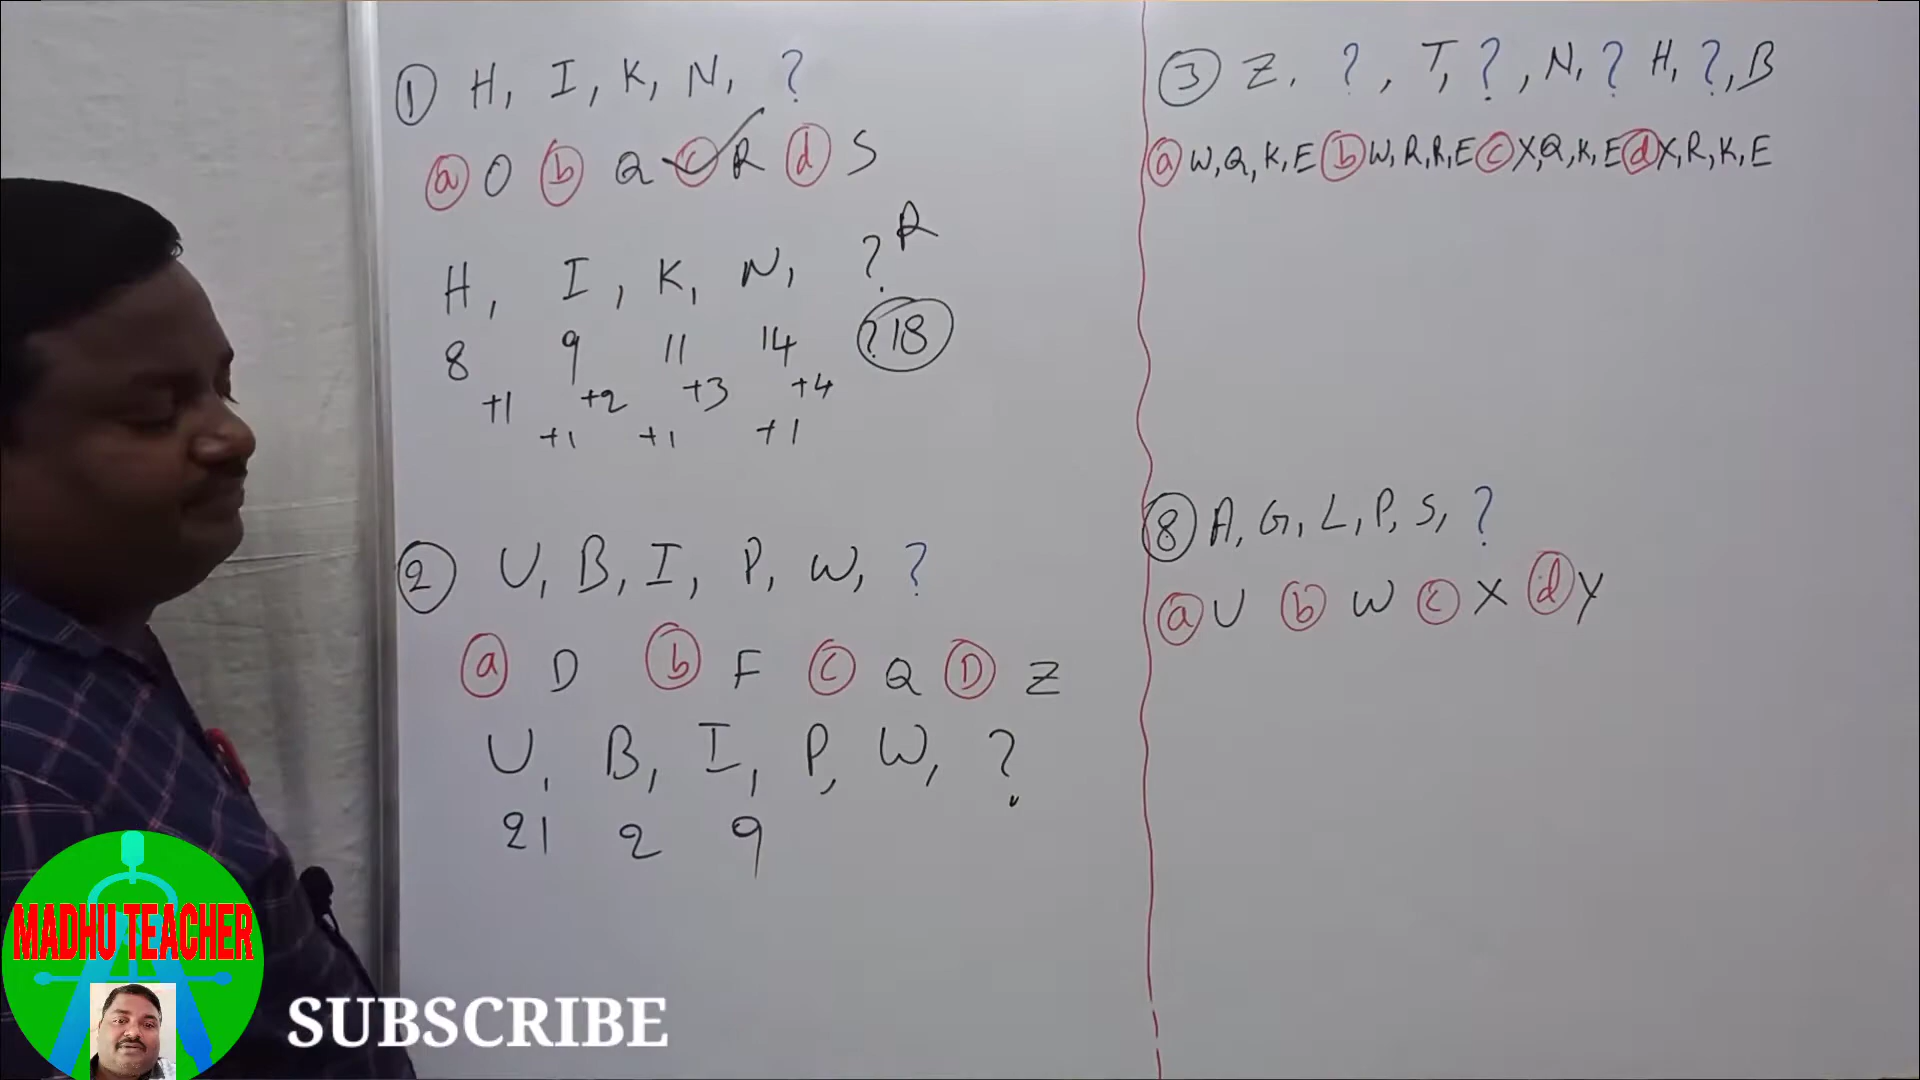 ① H, I, K, N, ?
ⓐ O ⓑ Q ⓒ R ⓓ S
H, I, K, N, ? R
8 9 11 14 ? 18
+1 +2 +3 +4
+1 +1 +1
② U, B, I, P, W, ?
ⓐ D ⓑ F ⓒ Q Ⓓ Z
U, B, I, P, W, ?
21 2 9
③ Z, ?, T, ?, N, ? H, ?, B
ⓐ W, Q, K, E ⓑ W, R, R, E ⓒ X, Q, K, E ⓓ X, R, K, E
⑧ A, G, L, P, S, ?
ⓐ U ⓑ W ⓒ X ⓓ Y
MADHU TEACHER
SUBSCRIBE